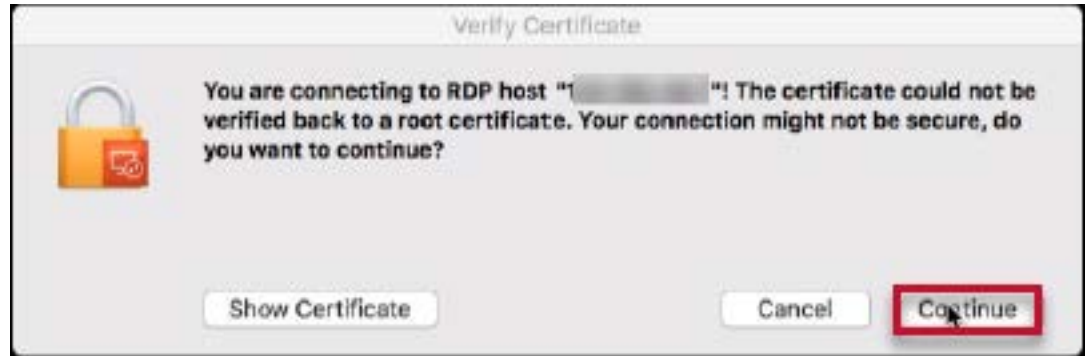 Verify Certificate
You are connecting to RDP host "1 "! The certificate could not be
verified back to a root certificate. Your connection might not be secure, do
you want to continue?
Show Certificate
Cancel
Continue